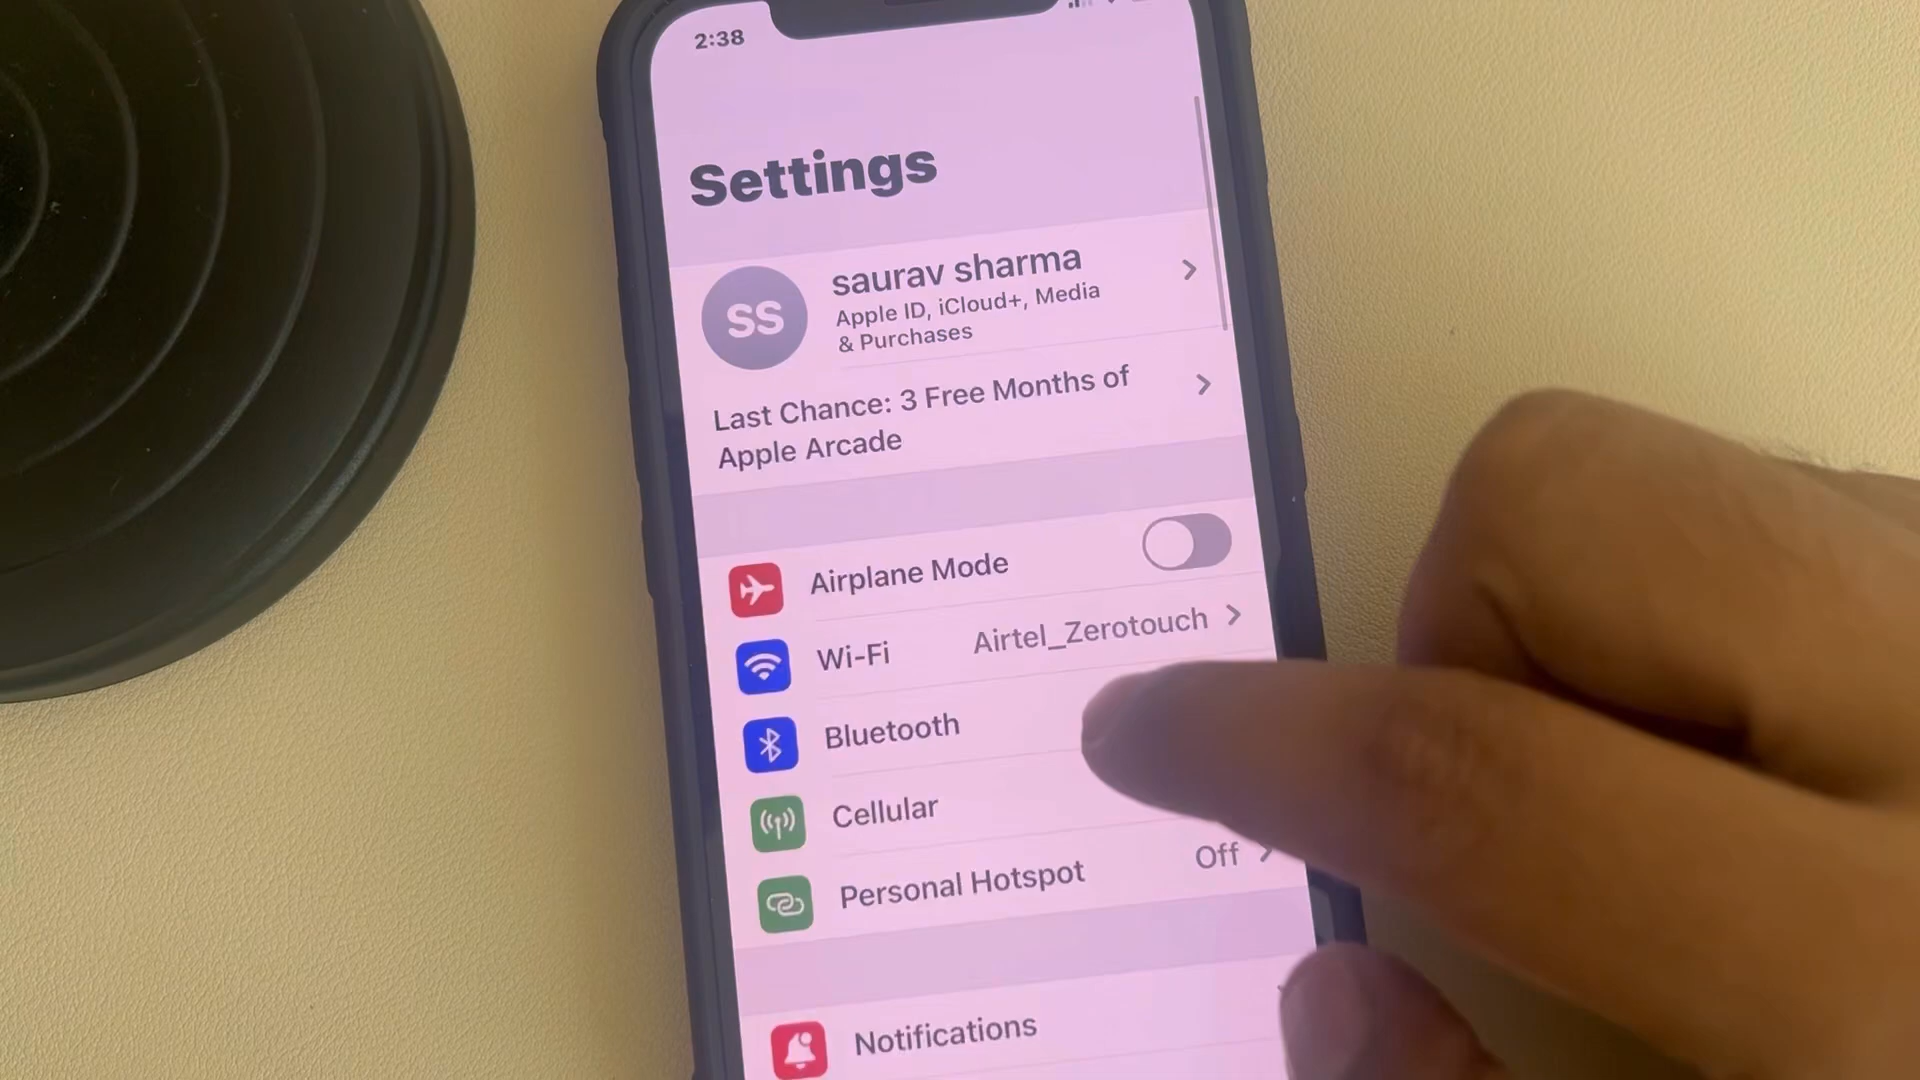 2:38
Settings
SS
saurav sharma
Apple ID, iCloud+, Media
& Purchases
Last Chance: 3 Free Months of
Apple Arcade
Airplane Mode
Wi-Fi Airtel_Zerotouch
Bluetooth
Cellular
Personal Hotspot Off
Notifications